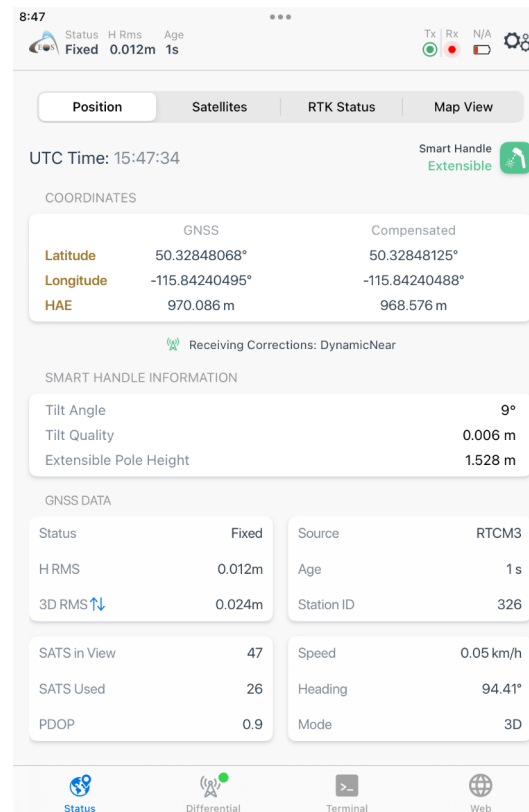 8:47
Status H Rms Age
Fixed 0.012m 1s
Tx Rx N/A
EOS
Position Satellites RTK Status Map View
UTC Time: 15:47:34
Smart Handle
Extensible
COORDINATES
GNSS Compensated
Latitude 50.32848068° 50.32848125°
Longitude -115.84240495° -115.84240488°
HAE 970.086 m 968.576 m
Receiving Corrections: DynamicNear
SMART HANDLE INFORMATION
Tilt Angle 9°
Tilt Quality 0.006 m
Extensible Pole Height 1.528 m
GNSS DATA
Status Fixed Source RTCM3
H RMS 0.012m Age 1 s
3D RMS 0.024m Station ID 326
SATS in View 47 Speed 0.05 km/h
SATS Used 26 Heading 94.41°
PDOP 0.9 Mode 3D
Status Differential Terminal Web